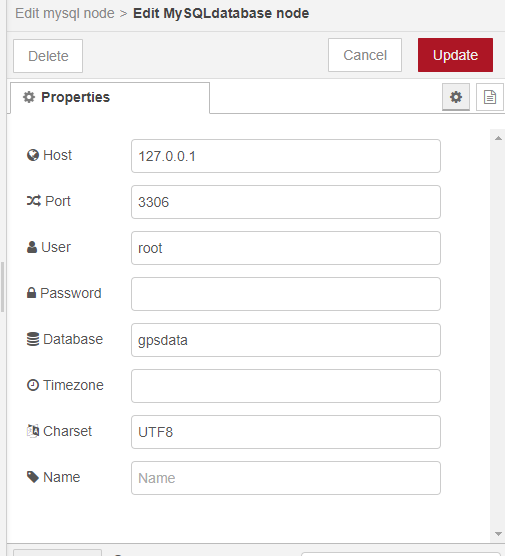 Edit mysql node > Edit MySQLdatabase node
Delete Cancel Update
Properties
Host 127.0.0.1
Port 3306
User root
Password
Database gpsdata
Timezone
Charset UTF8
Name Name